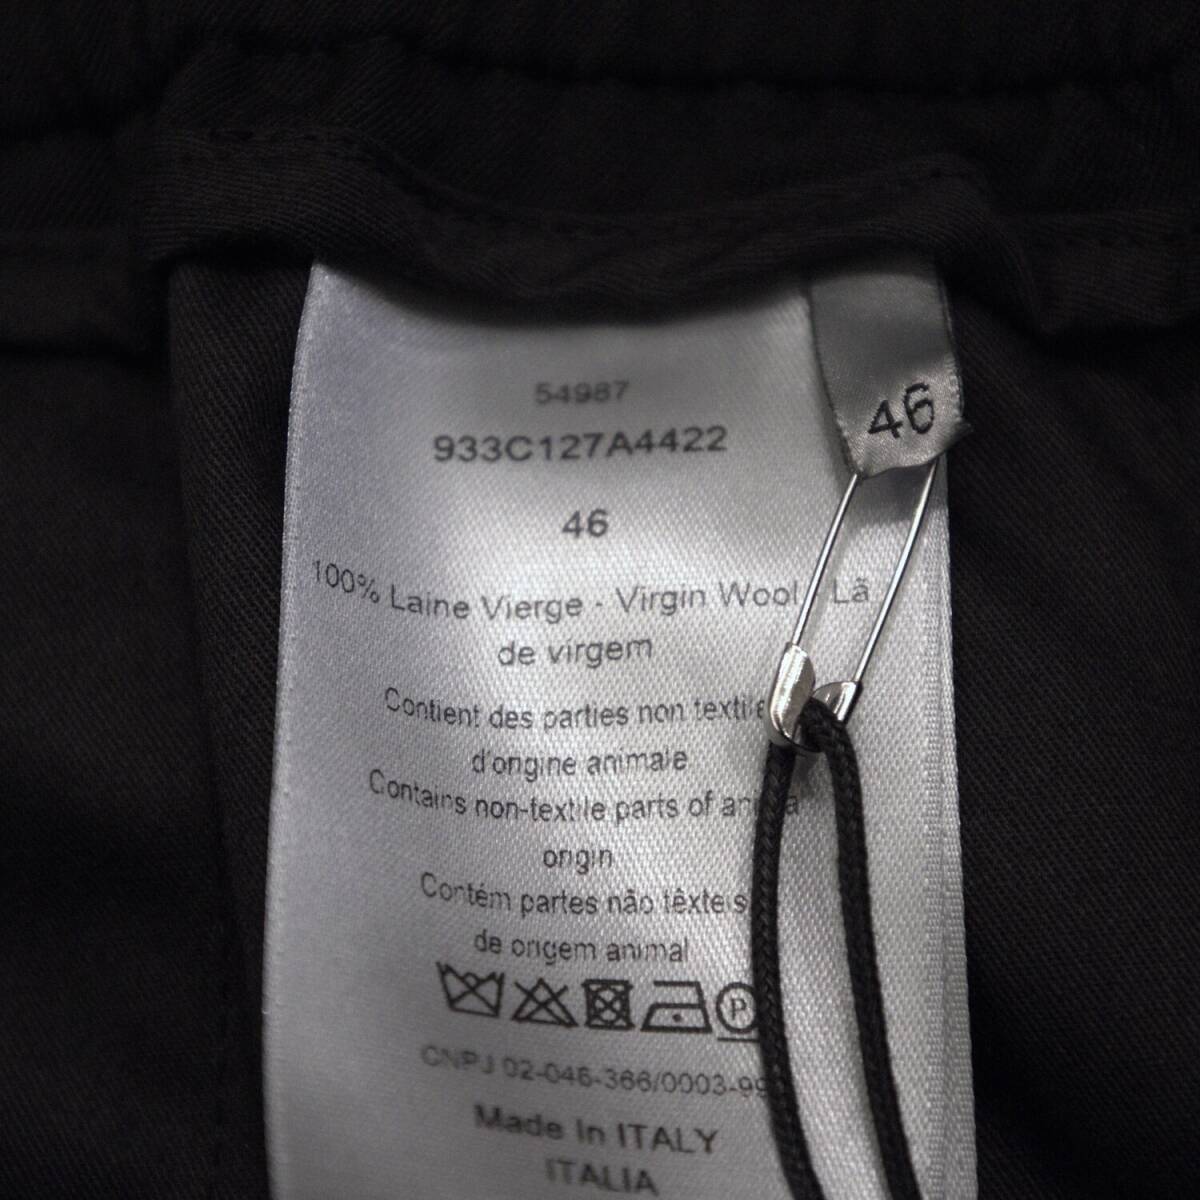 54987
933C127A4422
46
46
100% Laine Vierge - Virgin Wool Lã
de virgem
Contient des parties non textile
d'origine animale
Contains non-textile parts of
origin
Contém partes não têxteis
de origem animal
P
CNPJ 02-046-366/0003-99
Made In ITALY
ITALIA